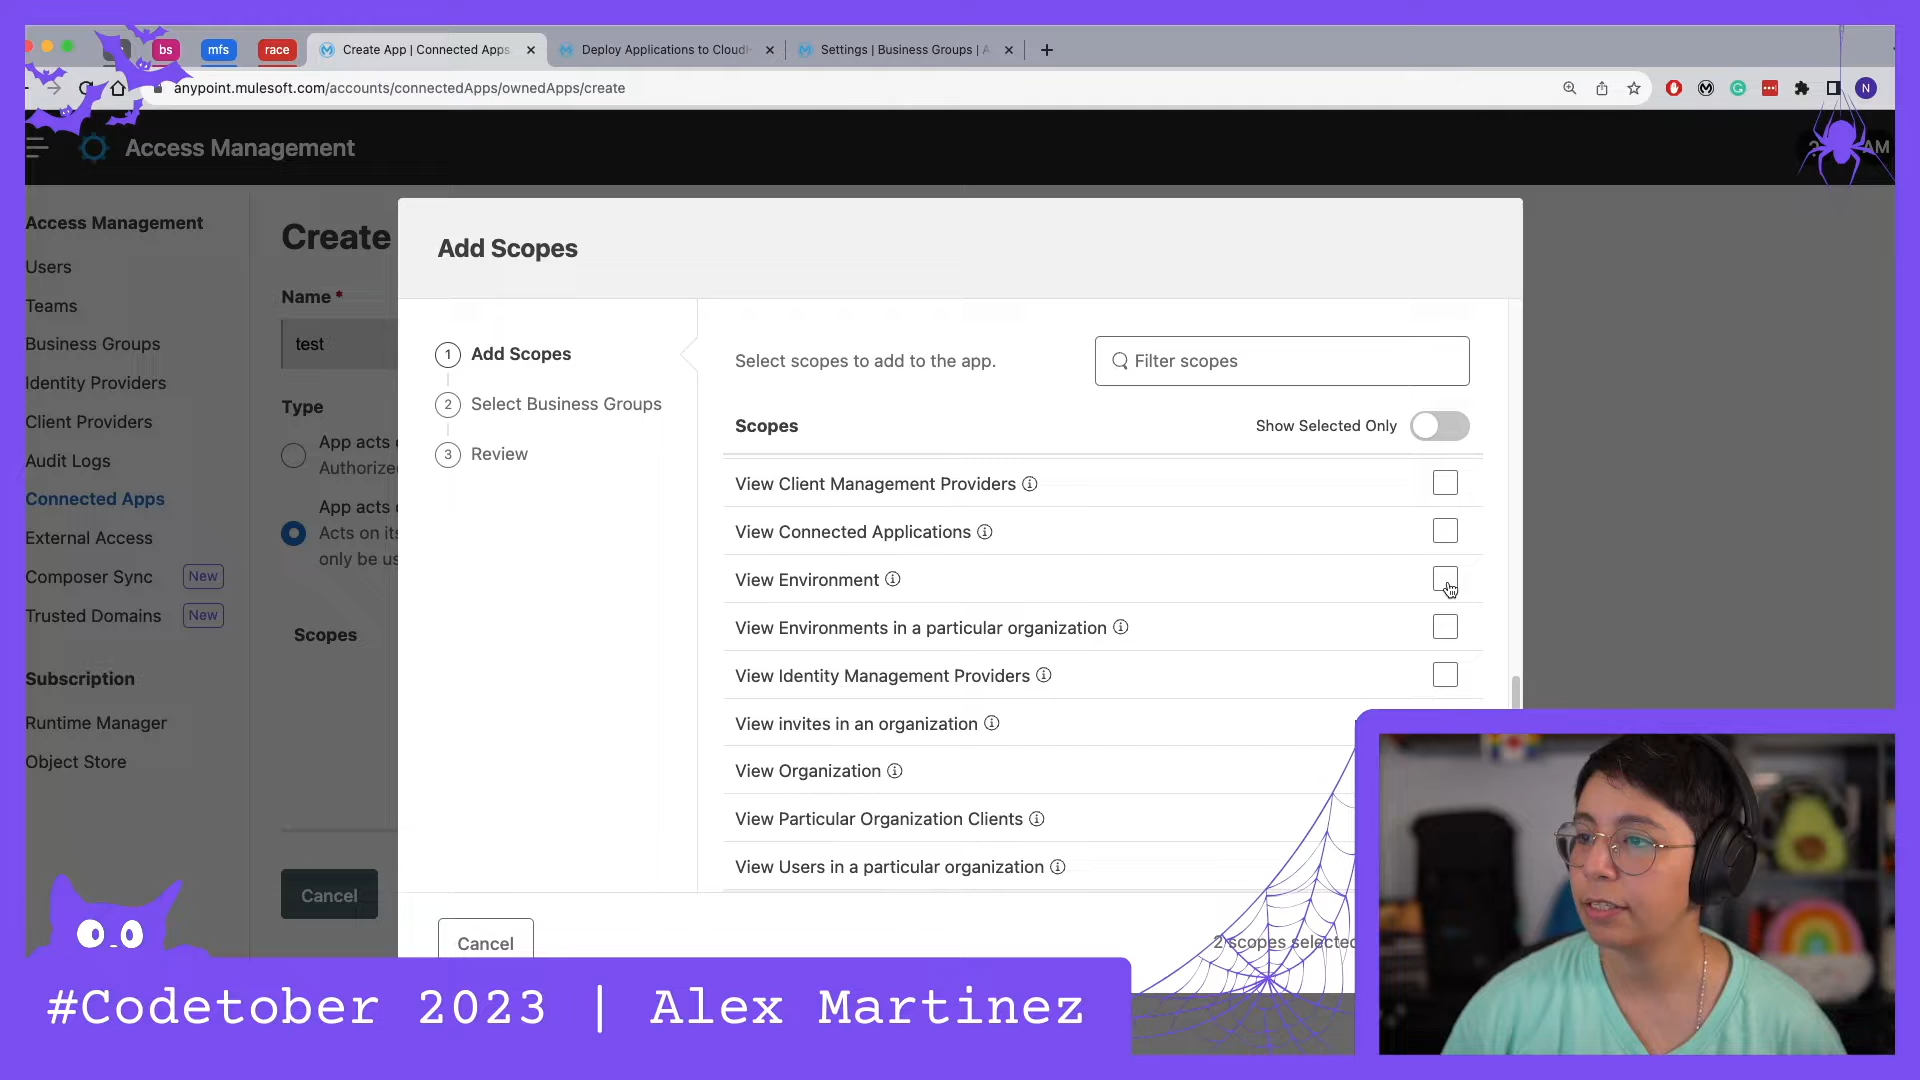 bs
mfs
race
Create App | Connected Apps
Deploy Applications to Cloud
Settings | Business Groups | A
anypoint.mulesoft.com/accounts/connectedApps/ownedApps/create
N
Access Management
AM
Access Management
Users
Teams
Business Groups
Identity Providers
Client Providers
Audit Logs
Connected Apps
External Access
Composer Sync New
Trusted Domains New
Subscription
Runtime Manager
Object Store
Create
Name *
test
Type
App acts
Authorize
App acts
Acts on its
only be us
Scopes
Cancel
Add Scopes
1 Add Scopes
2 Select Business Groups
3 Review
Select scopes to add to the app.
Filter scopes
Scopes
Show Selected Only
View Client Management Providers
View Connected Applications
View Environment
View Environments in a particular organization
View Identity Management Providers
View invites in an organization
View Organization
View Particular Organization Clients
View Users in a particular organization
Cancel
2 scopes selected
#Codetober 2023 | Alex Martinez